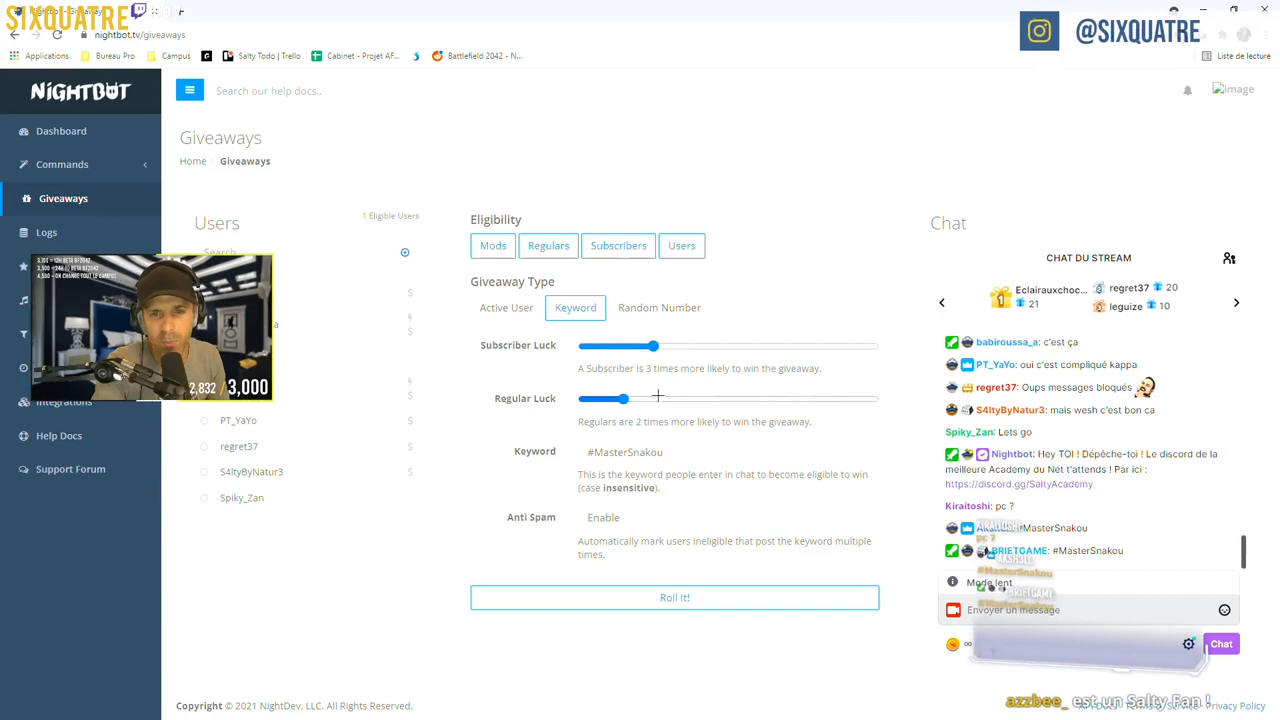 SIXQUATRE
@SIXQUATRE
nightbot.tv/giveaways
Applications
Bureau Pro
Campus
Salty Todo | Trello
Cabinet - Projet AF...
Battlefield 2042 - N...
Liste de lecture
NIGHTBOT
Search our help docs..
image
Dashboard
Commands
Giveaways
Logs
Integrations
Help Docs
Support Forum
Giveaways
Home
Giveaways
Users
1 Eligible Users
Search
2,832 / 3,000
PT_YaYo
regret37
S4ltyByNatur3
Spiky_Zan
Eligibility
Mods
Regulars
Subscribers
Users
Giveaway Type
Active User
Keyword
Random Number
Subscriber Luck
A Subscriber is 3 times more likely to win the giveaway.
Regular Luck
Regulars are 2 times more likely to win the giveaway.
Keyword
#MasterSnakou
This is the keyword people enter in chat to become eligible to win
(case insensitive).
Anti Spam
Enable
Automatically mark users ineligible that post the keyword multiple
times.
Roll It!
Chat
CHAT DU STREAM
Eclairauxchoc...
21
regret37 20
leguize 10
babiroussa_a: c'est ça
PT_YaYo: oui c'est compliqué kappa
regret37: Oups messages bloqués
S4ltyByNatur3: mais wesh c'est bon ca
Spiky_Zan: Lets go
Nightbot: Hey TOI ! Dépêche-toi ! Le discord de la
meilleure Academy du Net t'attends ! Par ici :
https://discord.gg/SaltyAcademy
Kiraitoshi: pc ?
#MasterSnakou
BRIETGAME: #MasterSnakou
pc ?
#MasterSnakou
BRIETGAME
Mode lent
Envoyer un message
Chat
azzbee_ est un Salty Fan !
Copyright © 2021 NightDev, LLC. All Rights Reserved.
Privacy Policy